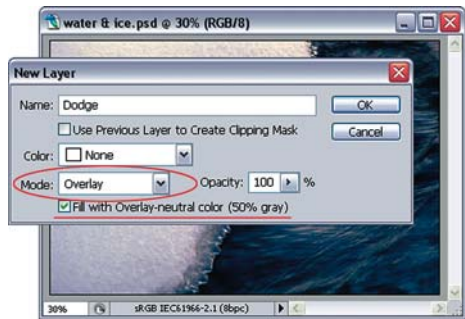 water & ice.psd @ 30% (RGB/8)
New Layer
Name: Dodge
OK
Use Previous Layer to Create Clipping Mask
Cancel
Color: None
Mode: Overlay Opacity: 100 %
Fill with Overlay-neutral color (50% gray)
30% sRGB IEC61966-2.1 (8bpc)